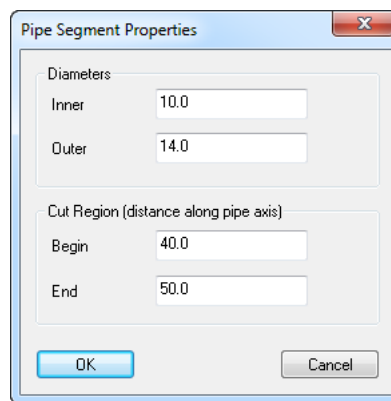 Pipe Segment Properties
Diameters
Inner 10.0
Outer 14.0
Cut Region (distance along pipe axis)
Begin 40.0
End 50.0
OK Cancel